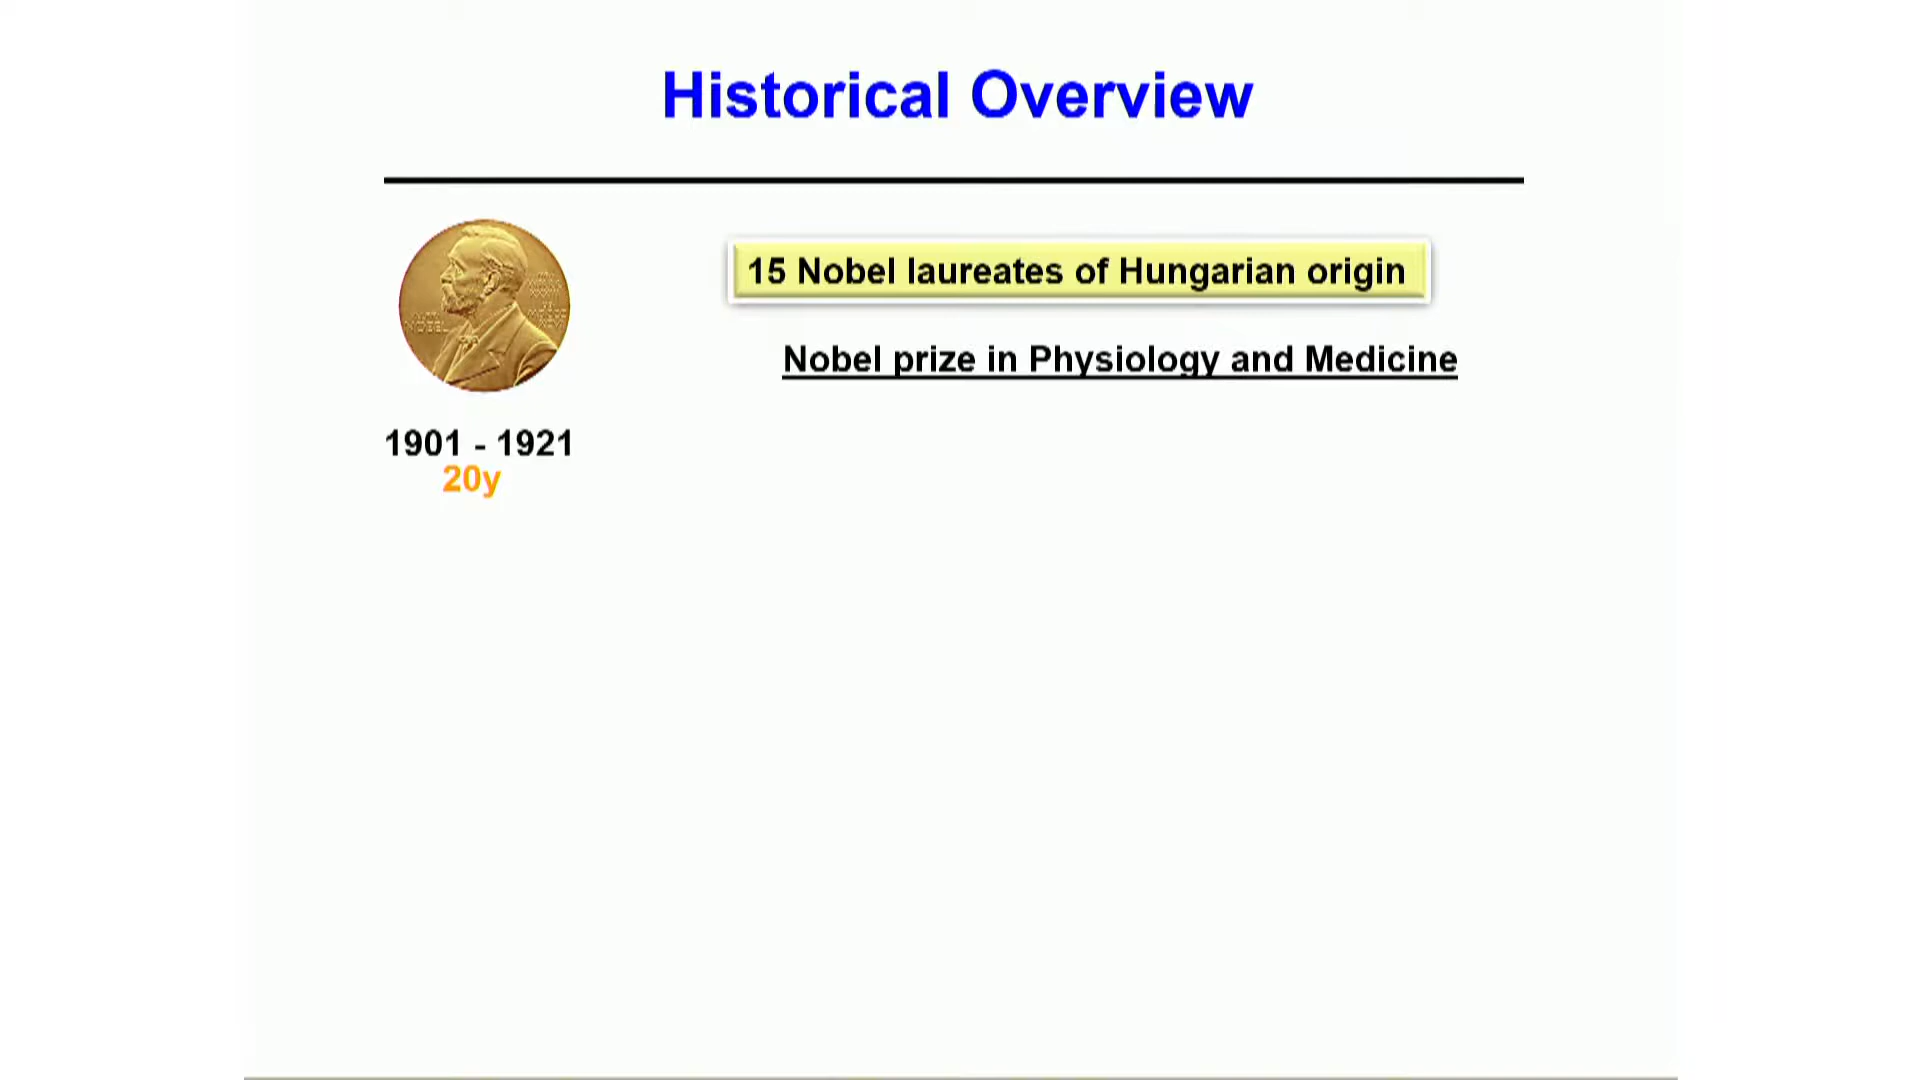 Historical Overview
15 Nobel laureates of Hungarian origin
Nobel prize in Physiology and Medicine
1901 - 1921
20y